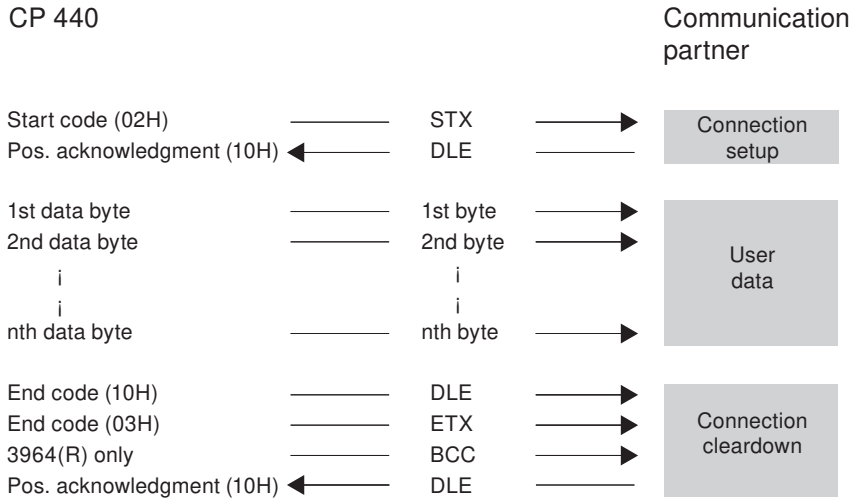 CP 440
Communication
partner
Start code (02H) STX
Pos. acknowledgment (10H) DLE
Connection
setup
1st data byte 1st byte
2nd data byte 2nd byte
¡ ¡
¡ ¡
nth data byte nth byte
User
data
End code (10H) DLE
End code (03H) ETX
3964(R) only BCC
Pos. acknowledgment (10H) DLE
Connection
cleardown